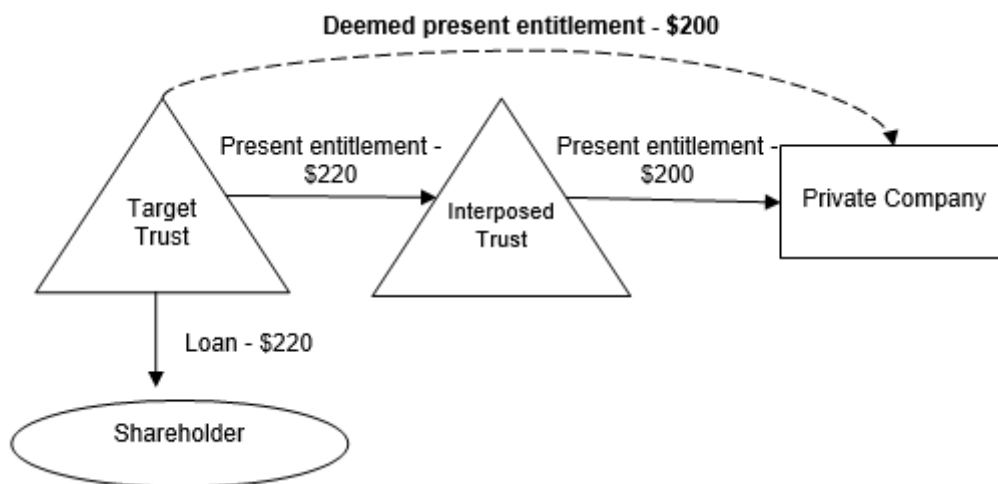 Deemed present entitlement - $200
Present entitlement -
$220
Present entitlement -
$200
Target
Trust
Interposed
Trust
Private Company
Loan - $220
Shareholder